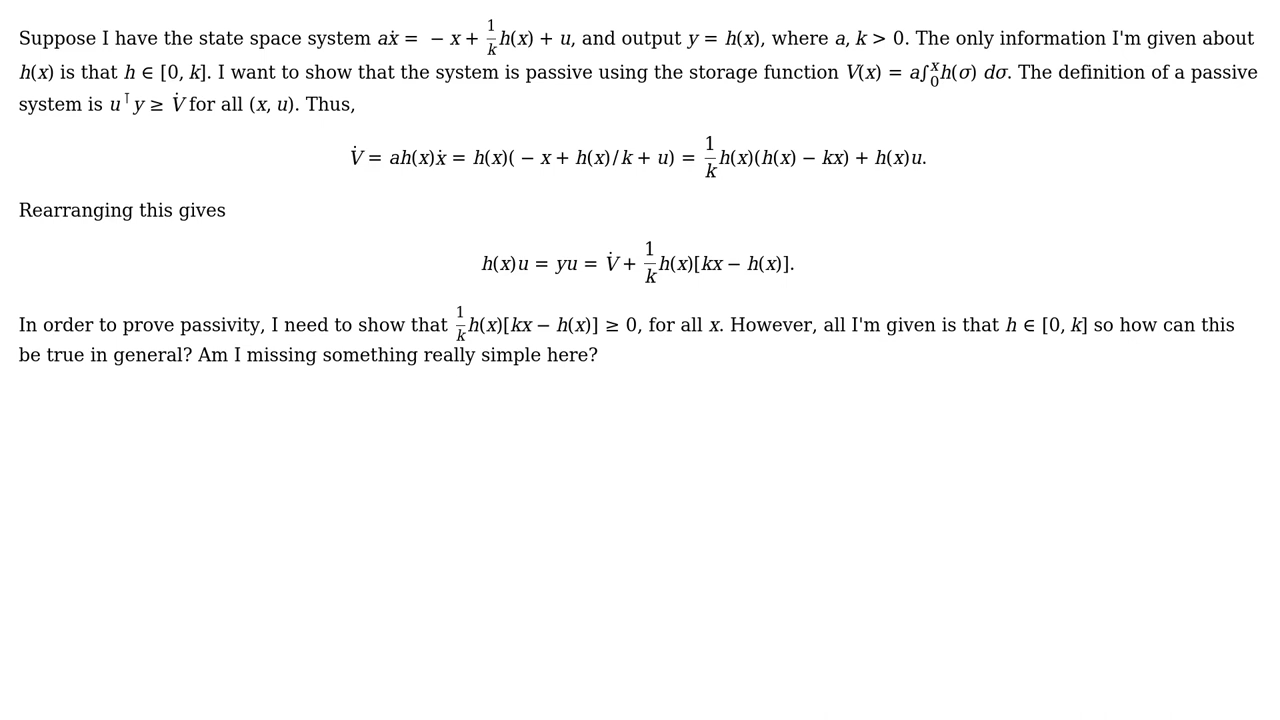 Suppose I have the state space system aẋ = − x + 1/k h(x) + u, and output y = h(x), where a, k > 0. The only information I'm given about
h(x) is that h ∈ [0, k]. I want to show that the system is passive using the storage function V(x) = a∫₀ˣh(σ) dσ. The definition of a passive
system is u⊺y ≥ V̇ for all (x, u). Thus,
V̇ = ah(x)ẋ = h(x)( − x + h(x)/k + u) = 1/k h(x)(h(x) − kx) + h(x)u.
Rearranging this gives
h(x)u = yu = V̇ + 1/k h(x)[kx − h(x)].
In order to prove passivity, I need to show that 1/k h(x)[kx − h(x)] ≥ 0, for all x. However, all I'm given is that h ∈ [0, k] so how can this
be true in general? Am I missing something really simple here?